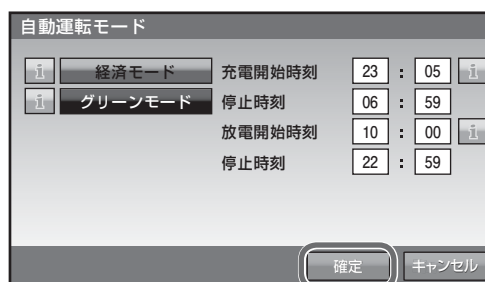 自動運転モード
i 経済モード 充電開始時刻 23 : 05 i
i グリーンモード 停止時刻 06 : 59
放電開始時刻 10 : 00 i
停止時刻 22 : 59
確定 キャンセル